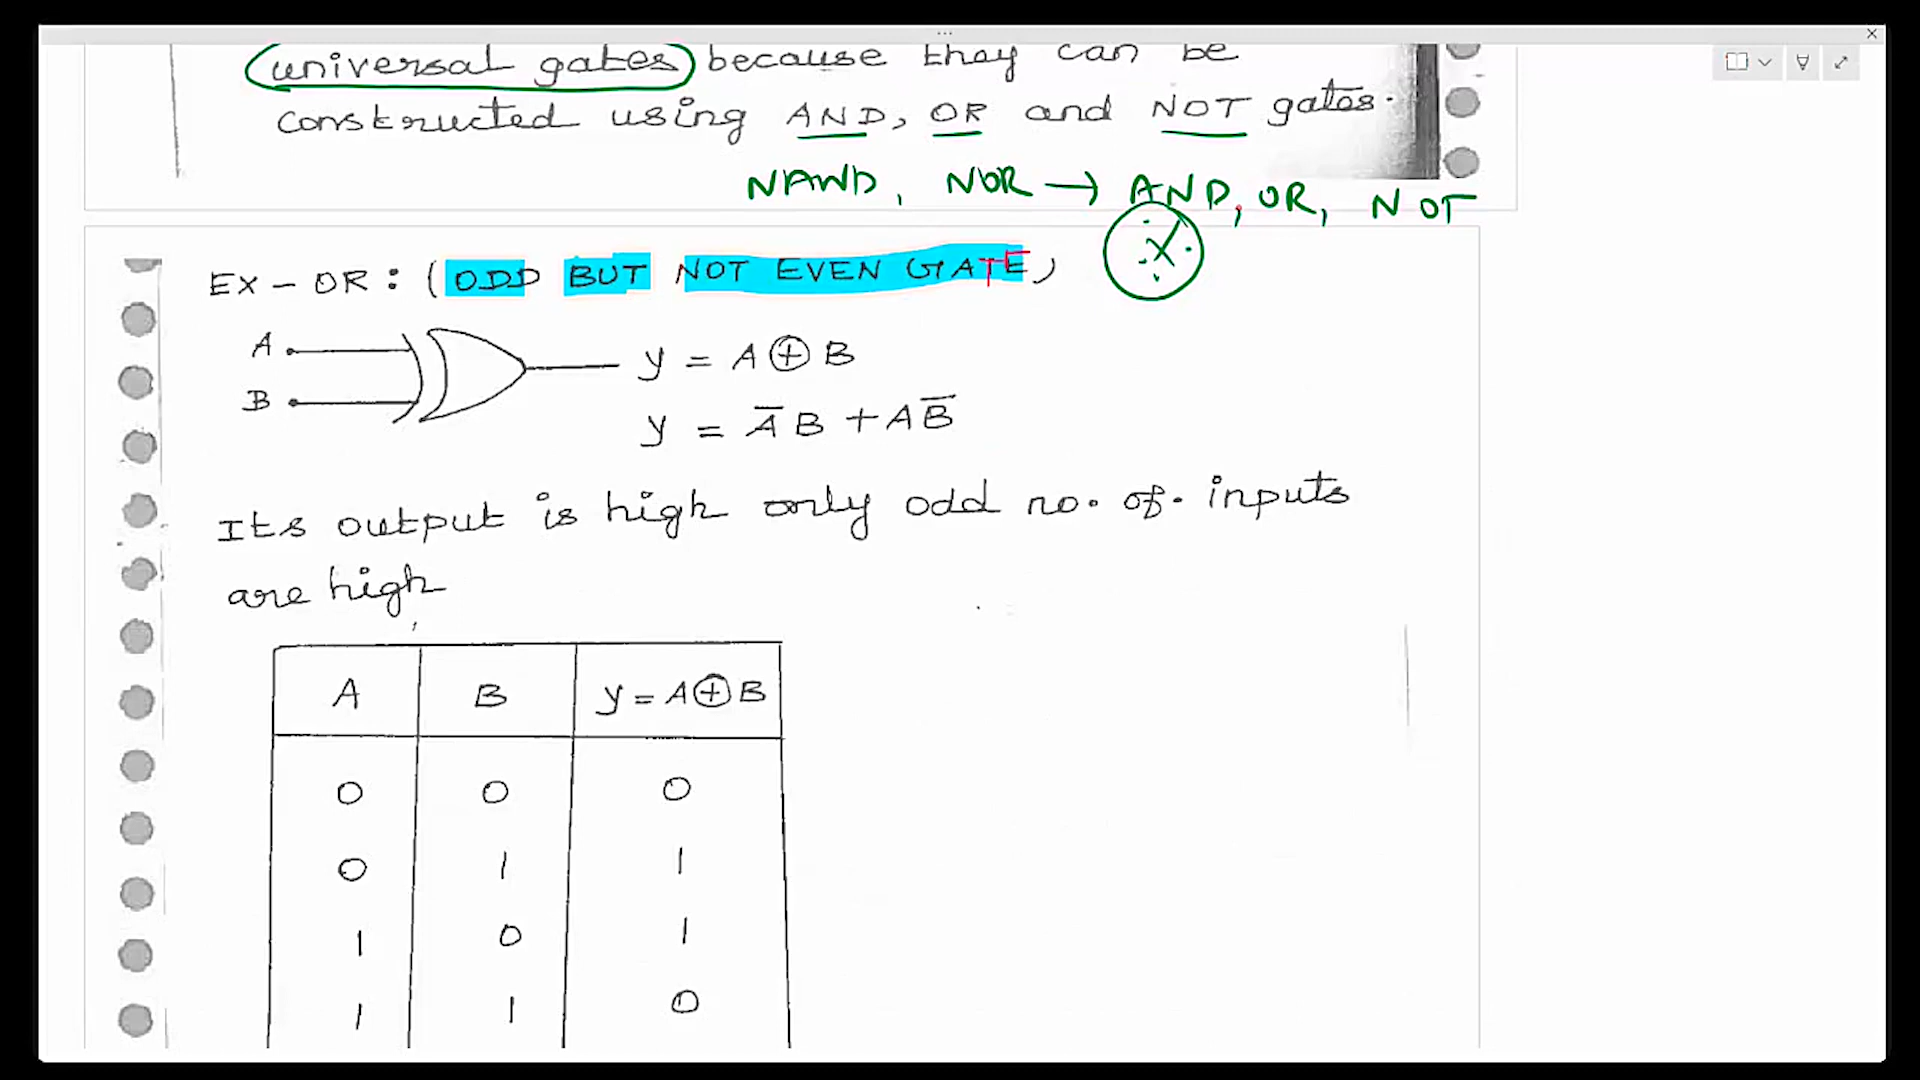 universal gates because they can be
constructed using AND, OR and NOT gates.
NAND, NOR → AND, OR, NOT
X
EX - OR : ( ODD BUT NOT EVEN GATE)
A
B
y = A ⊕ B
y = A̅ B + A B̅
Its output is high only odd no. of. inputs
are high
A B y = A ⊕ B
0 0 0
0 1 1
1 0 1
1 1 0